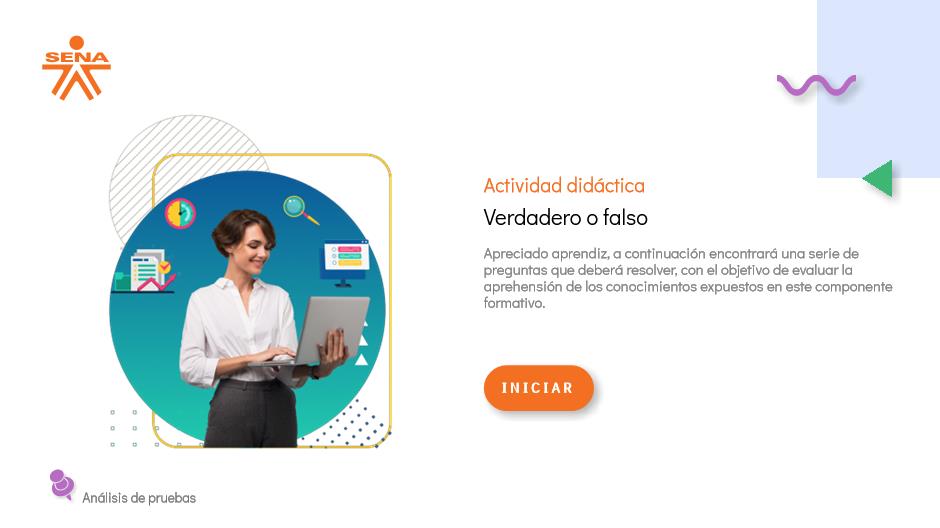 SENA
Actividad didáctica
Verdadero o falso
Apreciado aprendiz, a continuación encontrará una serie de
preguntas que deberá resolver, con el objetivo de evaluar la
aprehensión de los conocimientos expuestos en este componente
formativo.
INICIAR
Análisis de pruebas